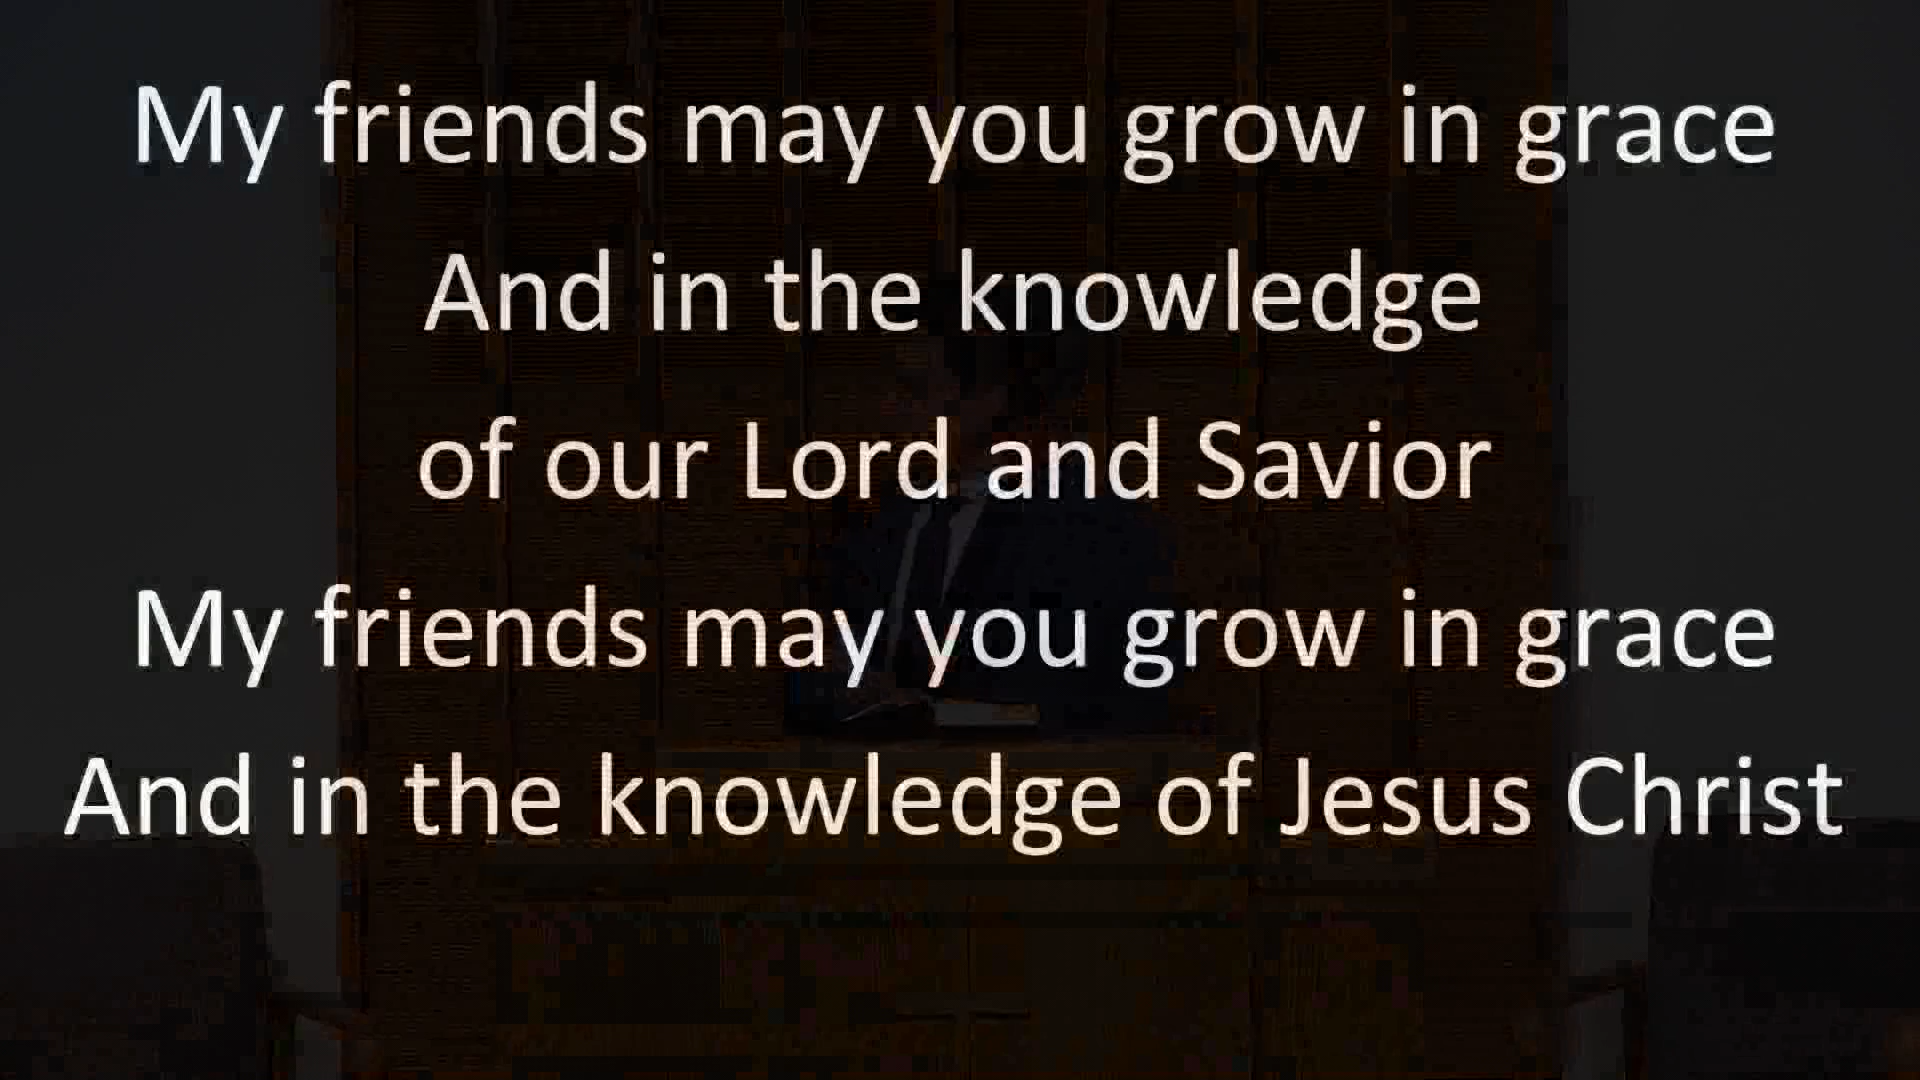 My friends may you grow in grace
And in the knowledge
of our Lord and Savior
My friends may you grow in grace
And in the knowledge of Jesus Christ